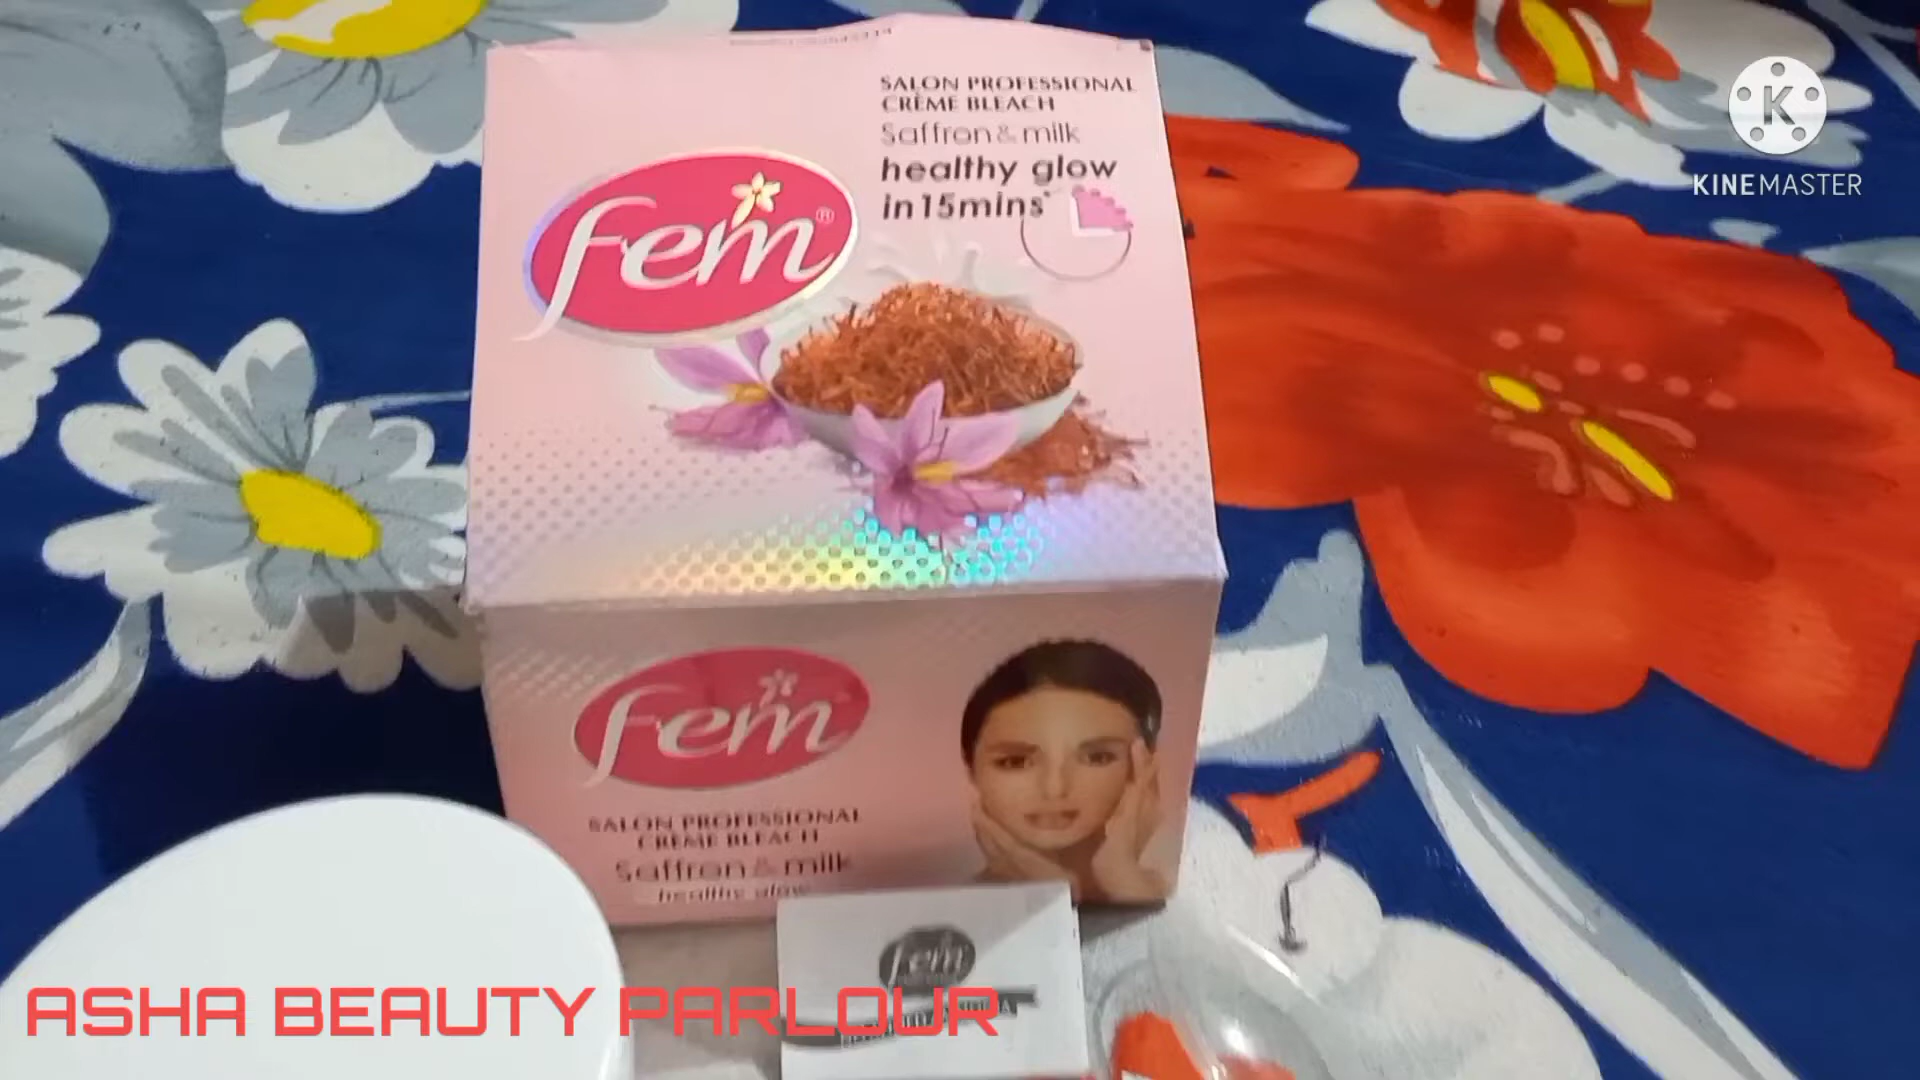 SALON PROFESSIONAL
CRÈME BLEACH
Saffron & milk
healthy glow
in 15mins*
fem®
K
KINEMASTER
fem
SALON PROFESSIONAL
CRÈME BLEACH
Saffron & milk
healthy glow
fem
ASHA BEAUTY PARLOUR